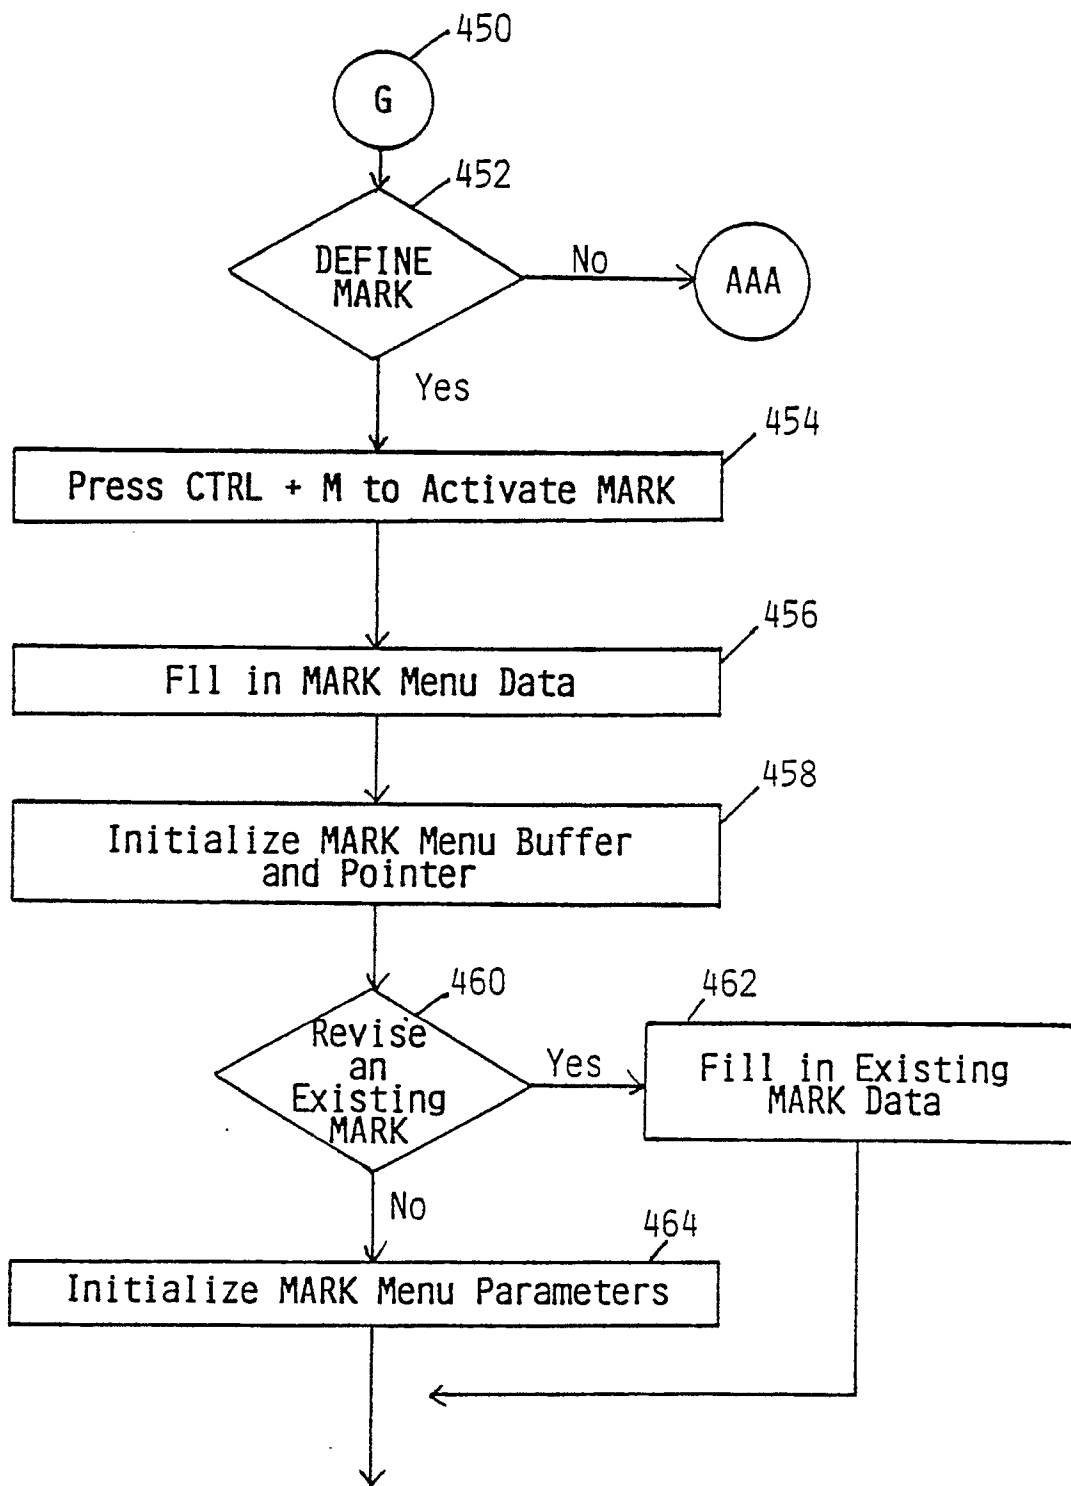 450
G
452
DEFINE
MARK
No
AAA
Yes
454
Press CTRL + M to Activate MARK
456
FIl in MARK Menu Data
458
Initialize MARK Menu Buffer
and Pointer
460
Revise
an
Existing
MARK
Yes
462
Fill in Existing
MARK Data
No
464
Initialize MARK Menu Parameters